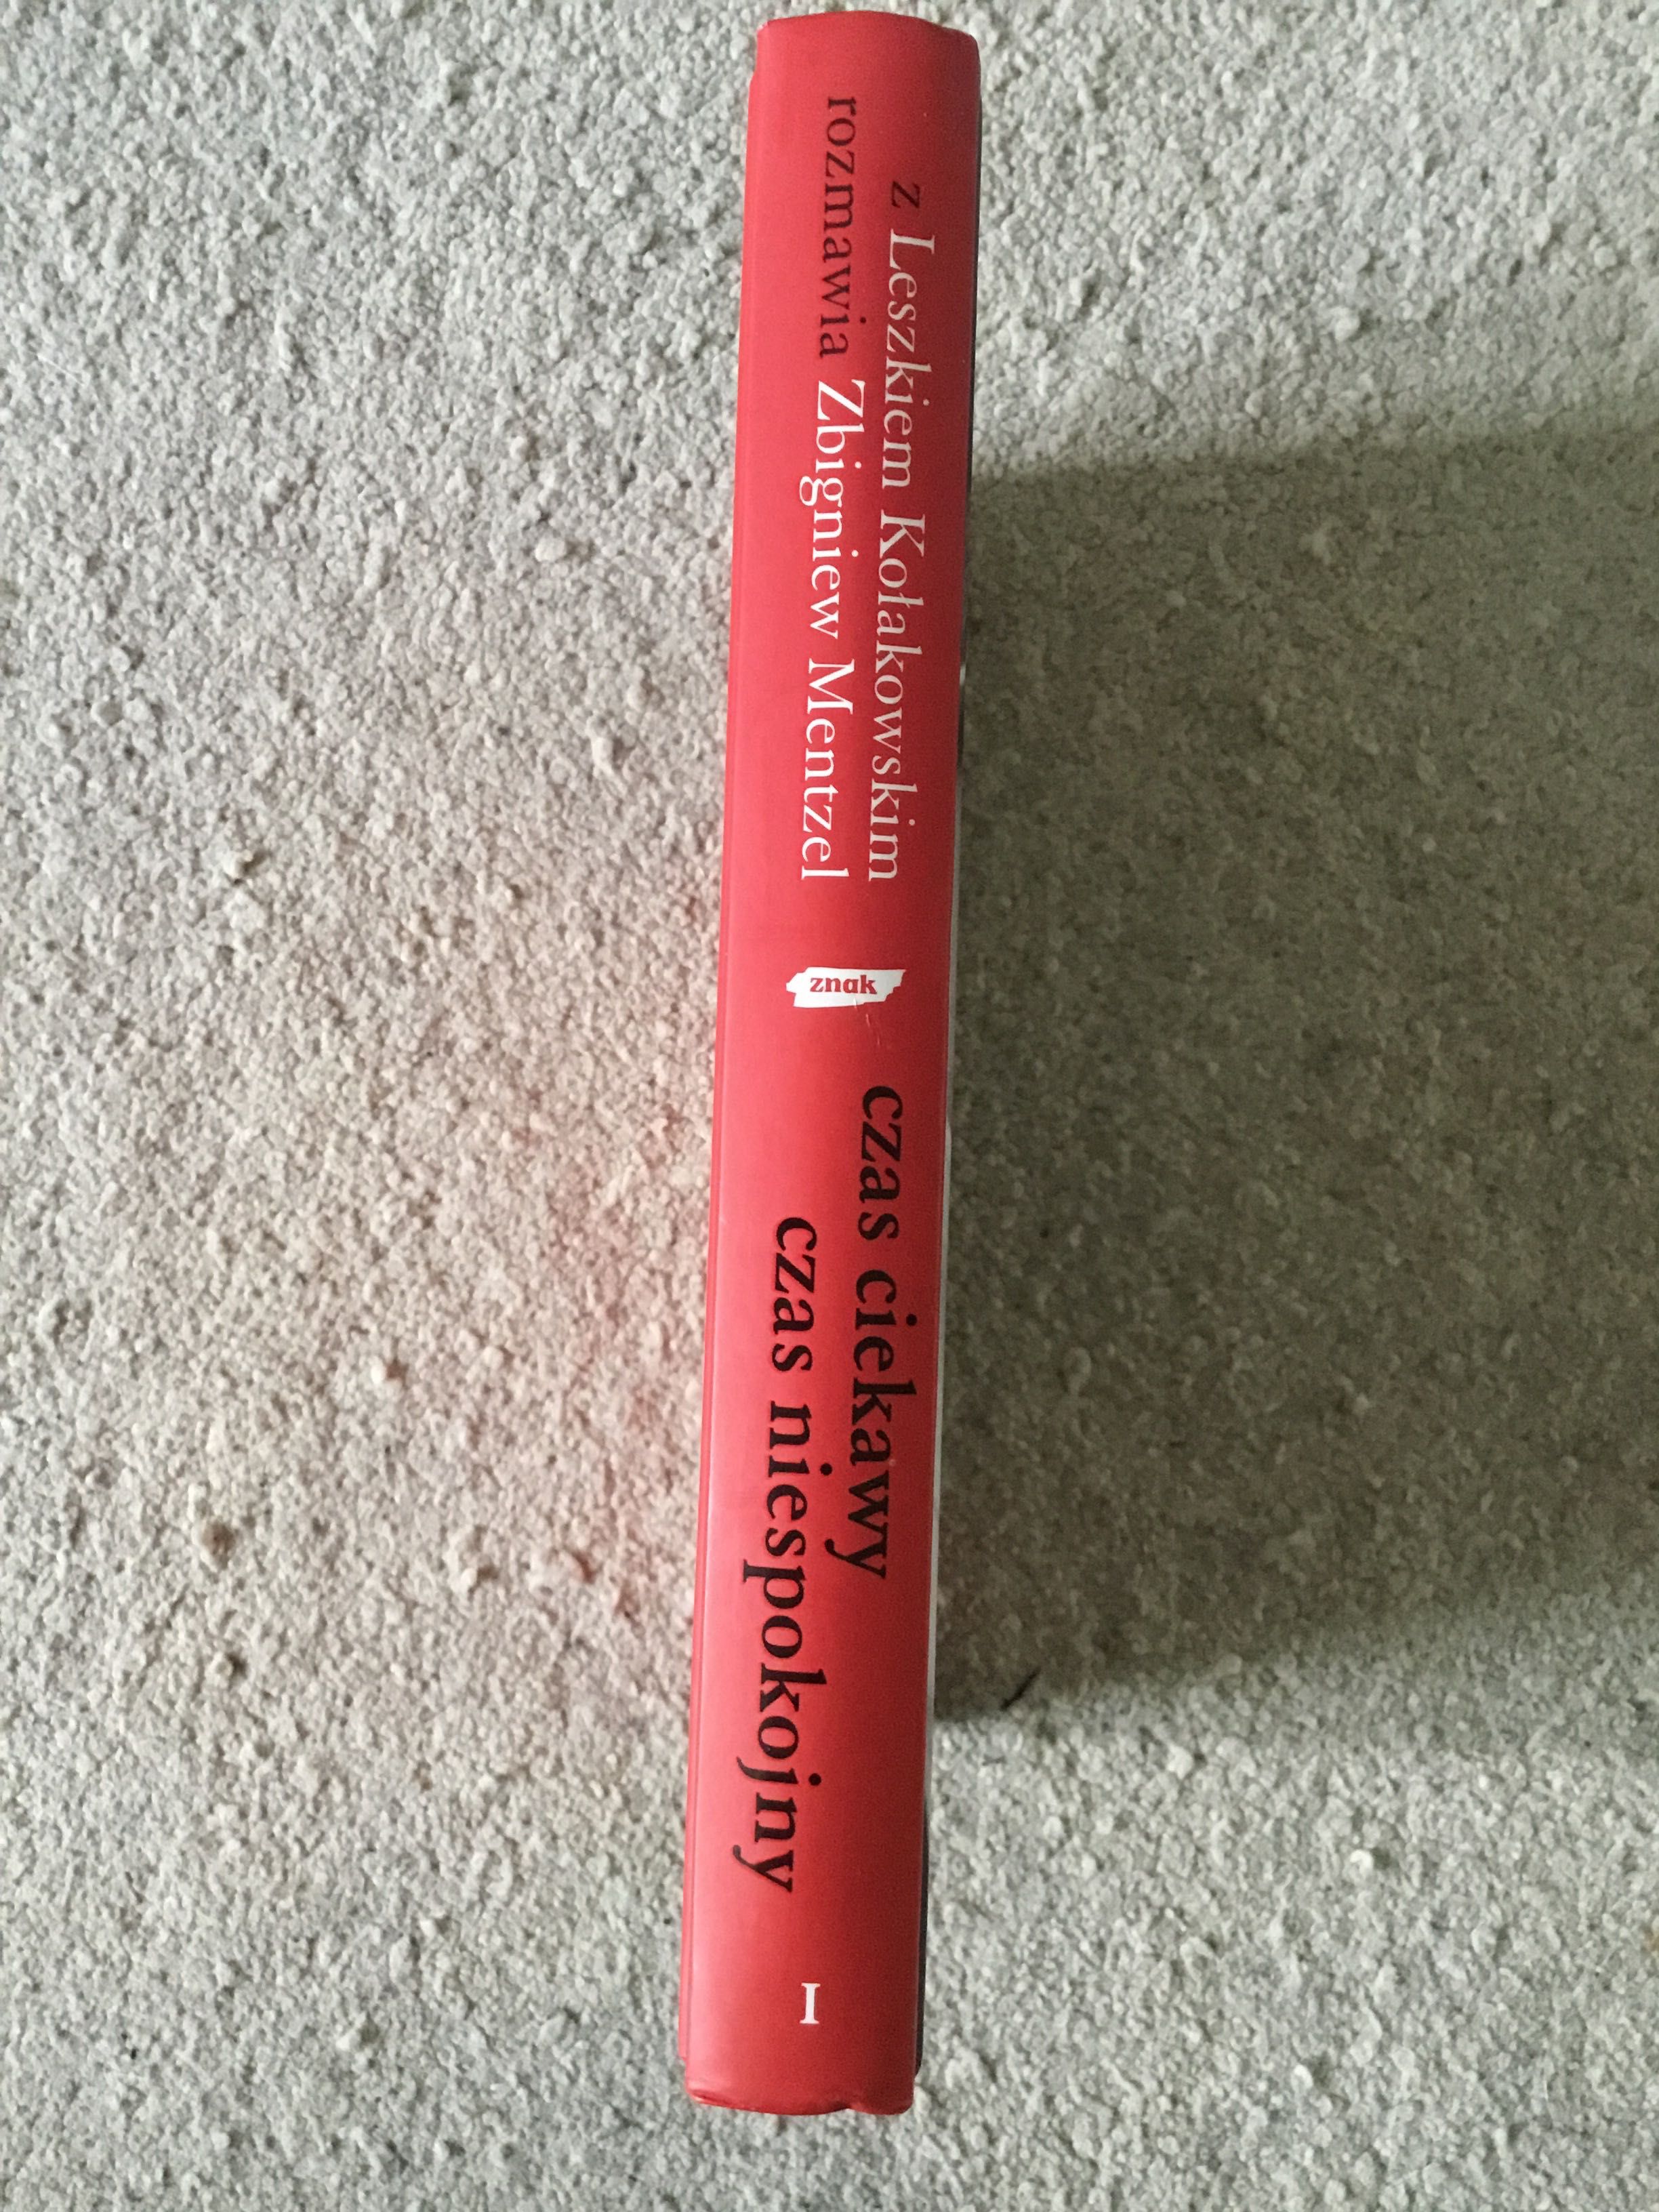 z Leszkiem Kołakowskim
rozmawia Zbigniew Mentzel
znak
czas ciekawy
czas niespokojny
I